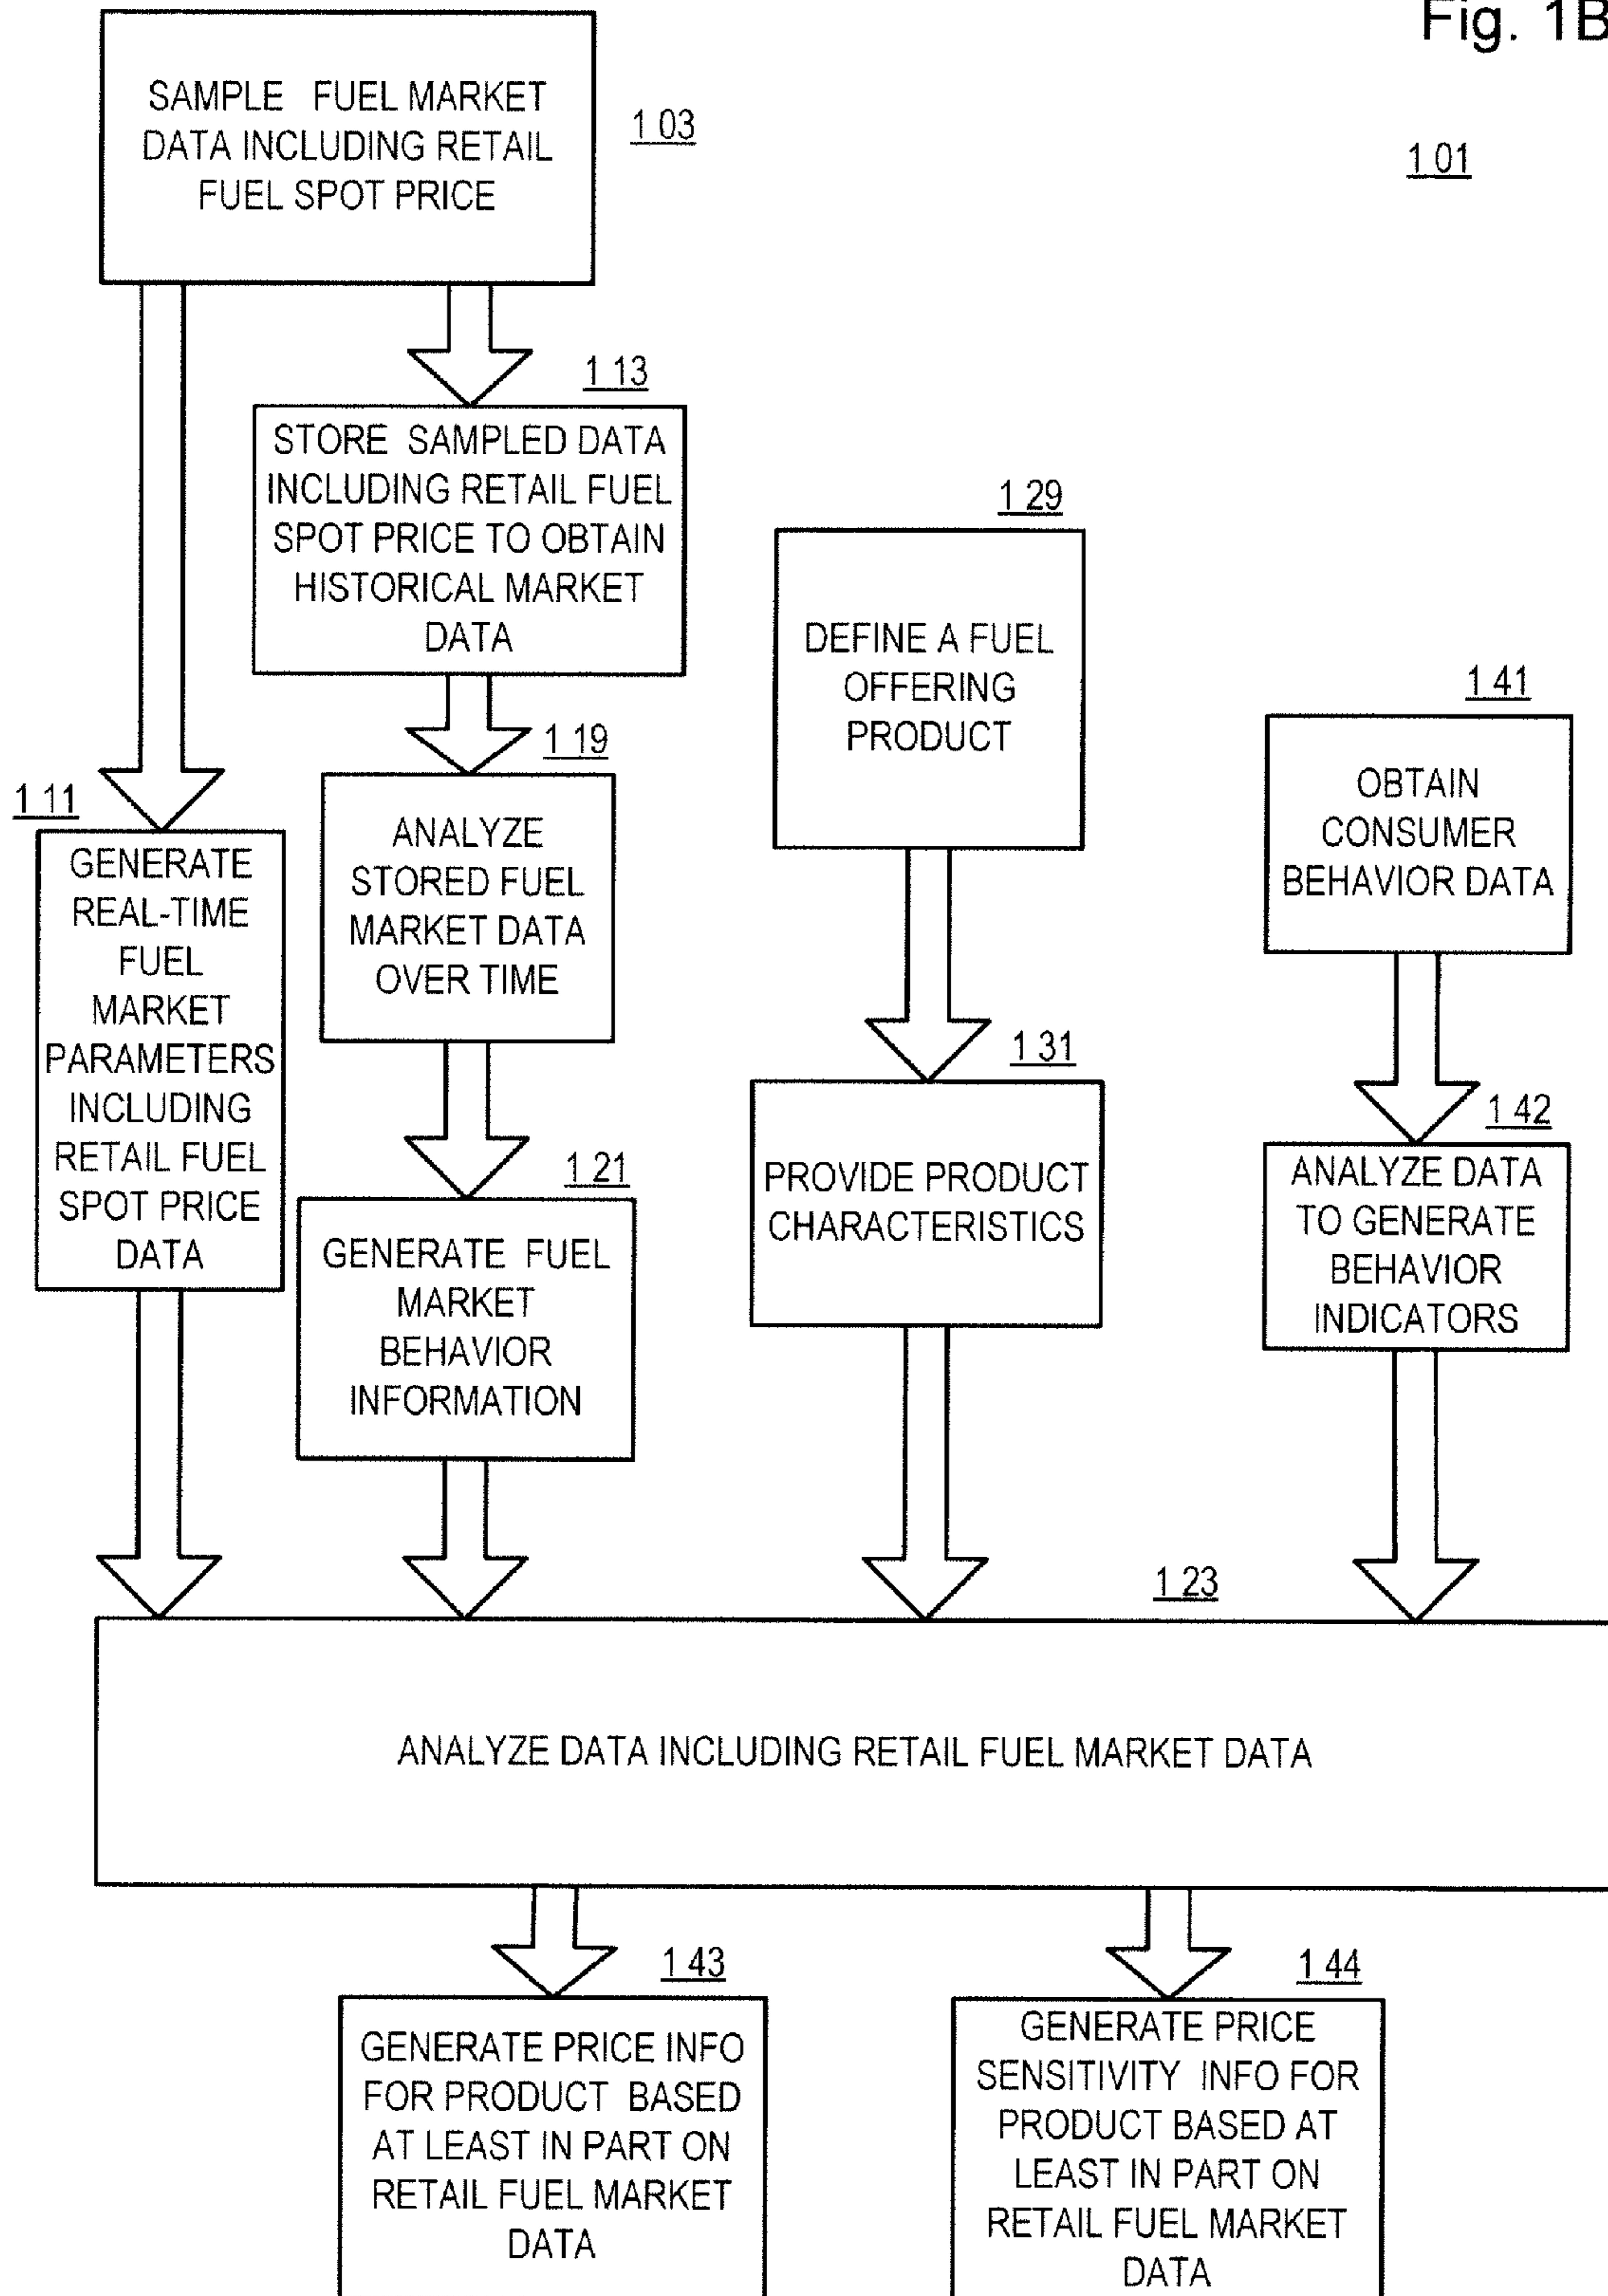 Fig. 1B
1 01
SAMPLE FUEL MARKET
DATA INCLUDING RETAIL
FUEL SPOT PRICE
1 03
1 13
STORE SAMPLED DATA
INCLUDING RETAIL FUEL
SPOT PRICE TO OBTAIN
HISTORICAL MARKET
DATA
1 19
ANALYZE
STORED FUEL
MARKET DATA
OVER TIME
1 11
GENERATE
REAL-TIME
FUEL
MARKET
PARAMETERS
INCLUDING
RETAIL FUEL
SPOT PRICE
DATA
1 21
GENERATE FUEL
MARKET
BEHAVIOR
INFORMATION
1 29
DEFINE A FUEL
OFFERING
PRODUCT
1 31
PROVIDE PRODUCT
CHARACTERISTICS
1 41
OBTAIN
CONSUMER
BEHAVIOR DATA
1 42
ANALYZE DATA
TO GENERATE
BEHAVIOR
INDICATORS
1 23
ANALYZE DATA INCLUDING RETAIL FUEL MARKET DATA
1 43
GENERATE PRICE INFO
FOR PRODUCT BASED
AT LEAST IN PART ON
RETAIL FUEL MARKET
DATA
1 44
GENERATE PRICE
SENSITIVITY INFO FOR
PRODUCT BASED AT
LEAST IN PART ON
RETAIL FUEL MARKET
DATA